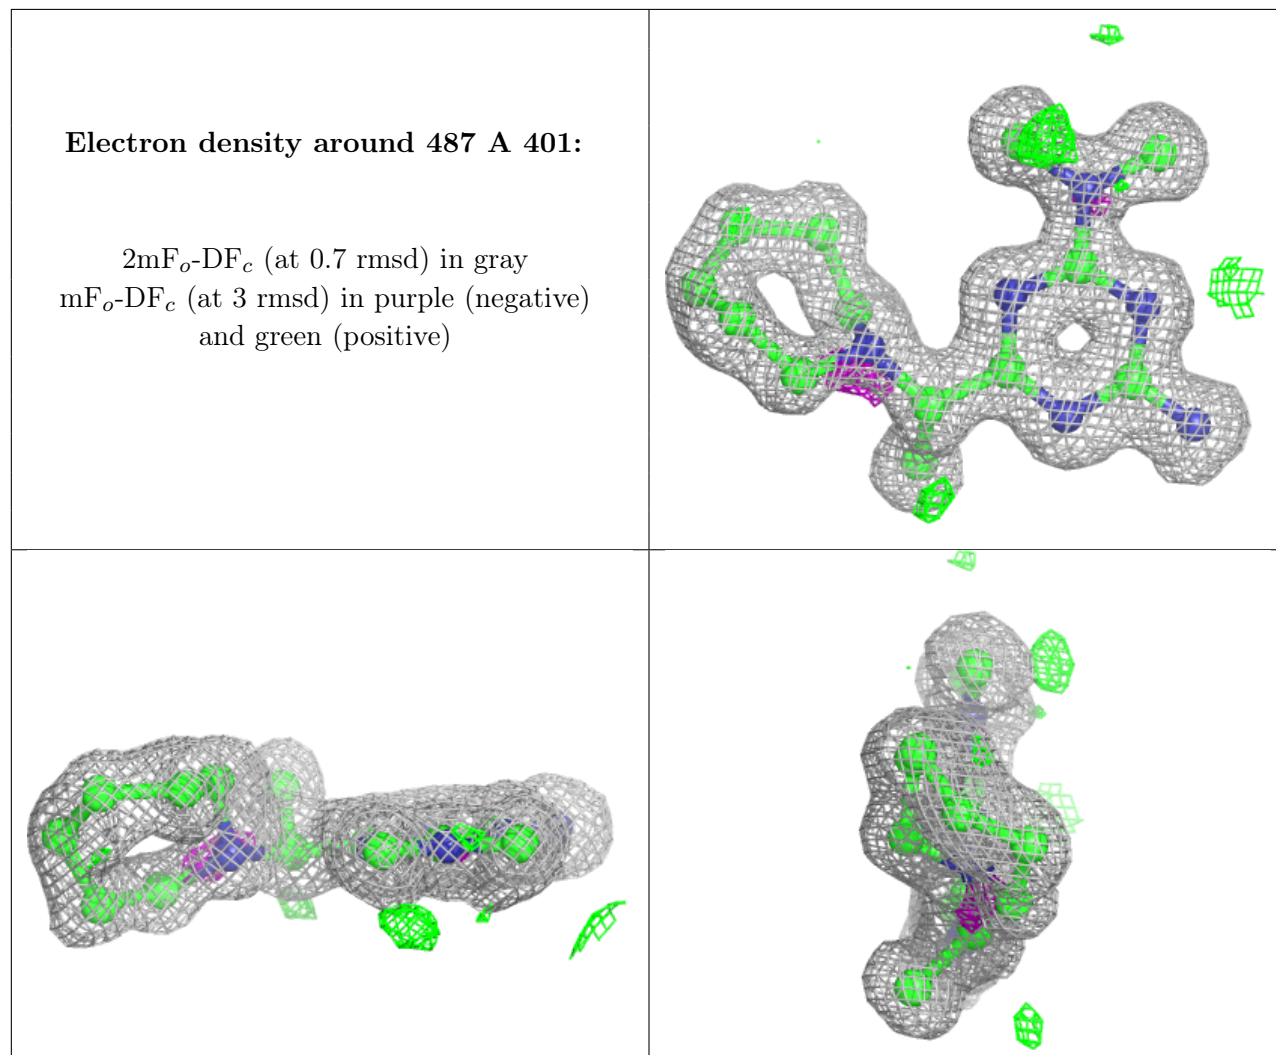 Electron density around 487 A 401:
2mFo-DFc (at 0.7 rmsd) in gray
mFo-DFc (at 3 rmsd) in purple (negative)
and green (positive)